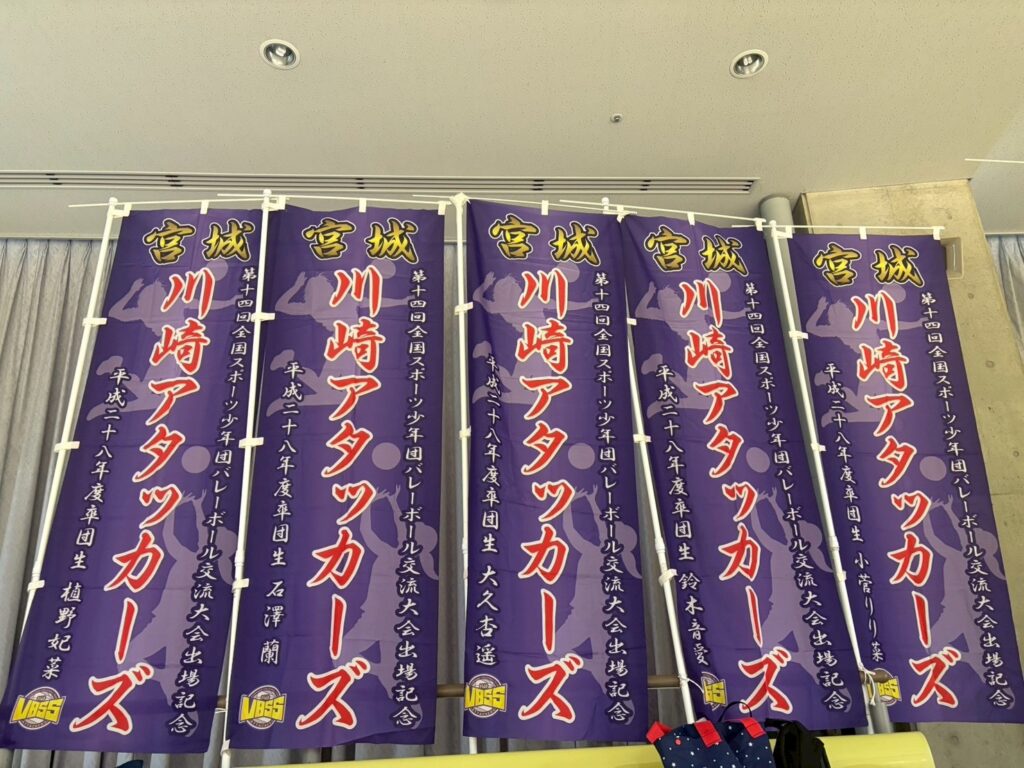 宮城
第十四回全国スポーツ少年団バレーボール交流大会出場記念
川崎アタッカーズ
平成二十八年度卒団生 植野妃菜
VBSS
宮城
第十四回全国スポーツ少年団バレーボール交流大会出場記念
川崎アタッカーズ
平成二十八年度卒団生 石澤蘭
VBSS
宮城
第十四回全国スポーツ少年団バレーボール交流大会出場記念
川崎アタッカーズ
平成二十八年度卒団生 大久杏遥
VBSS
宮城
第十四回全国スポーツ少年団バレーボール交流大会出場記念
川崎アタッカーズ
平成二十八年度卒団生 鈴木音愛
宮城
第十四回全国スポーツ少年団バレーボール交流大会出場記念
川崎アタッカーズ
平成二十八年度卒団生 小菅りり菜